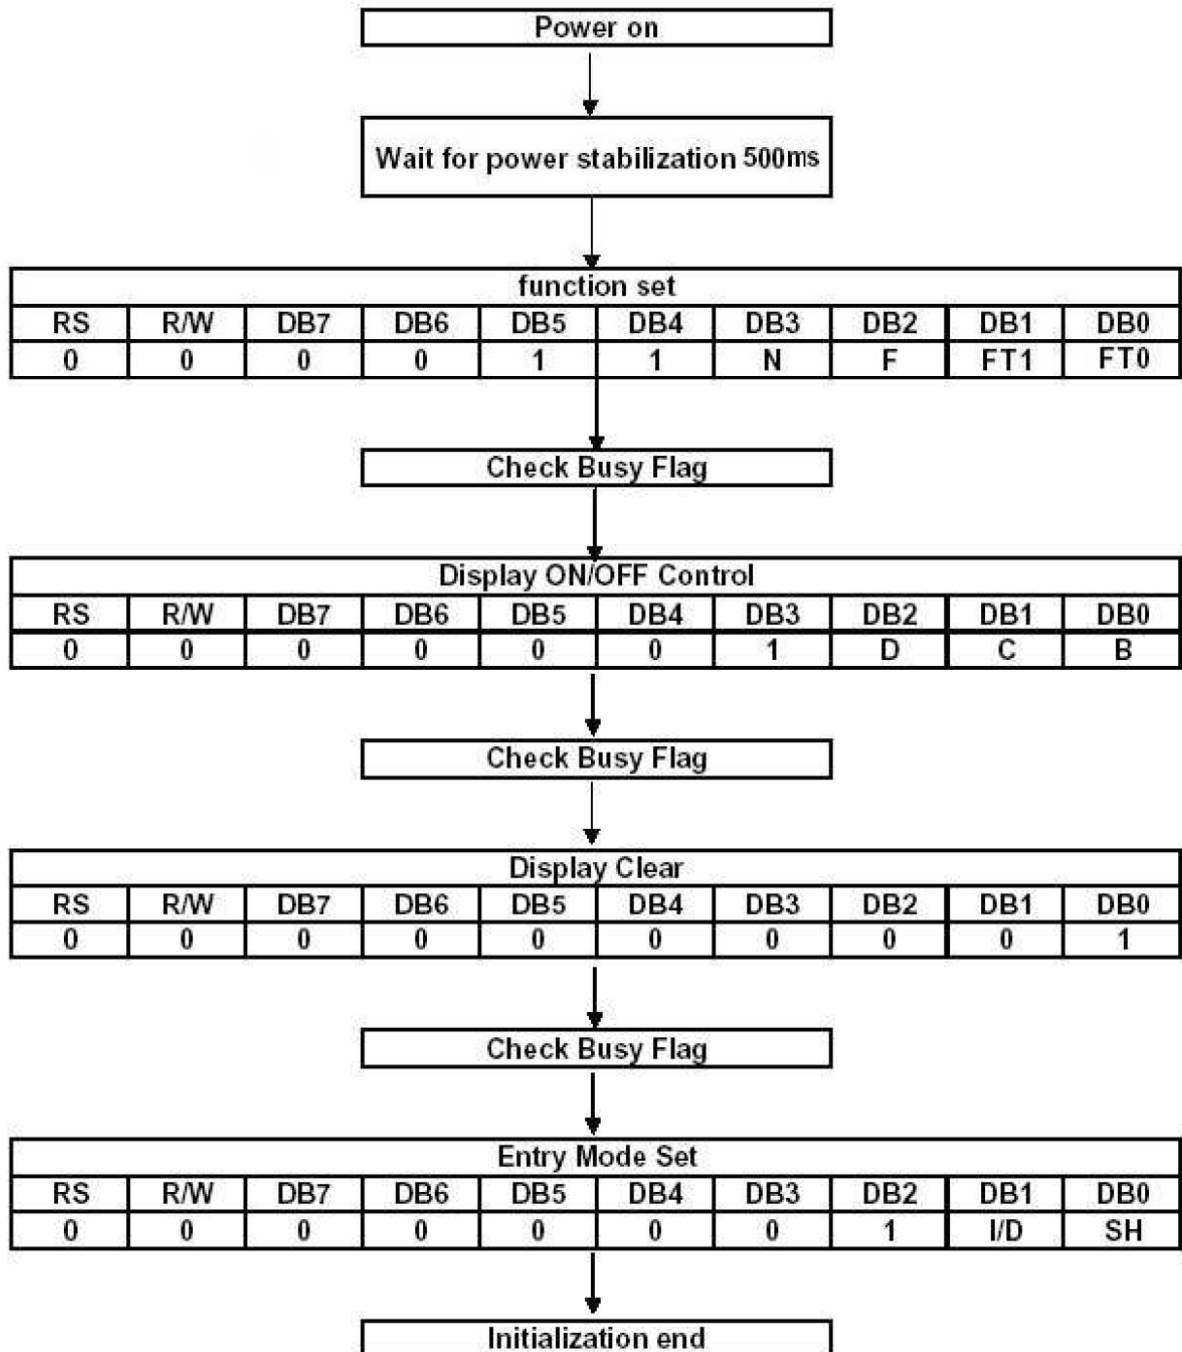 Power on
Wait for power stabilization 500ms
function set
RS R/W DB7 DB6 DB5 DB4 DB3 DB2 DB1 DB0
0 0 0 0 1 1 N F FT1 FT0
Check Busy Flag
Display ON/OFF Control
RS R/W DB7 DB6 DB5 DB4 DB3 DB2 DB1 DB0
0 0 0 0 0 0 1 D C B
Check Busy Flag
Display Clear
RS R/W DB7 DB6 DB5 DB4 DB3 DB2 DB1 DB0
0 0 0 0 0 0 0 0 0 1
Check Busy Flag
Entry Mode Set
RS R/W DB7 DB6 DB5 DB4 DB3 DB2 DB1 DB0
0 0 0 0 0 0 0 1 I/D SH
Initialization end